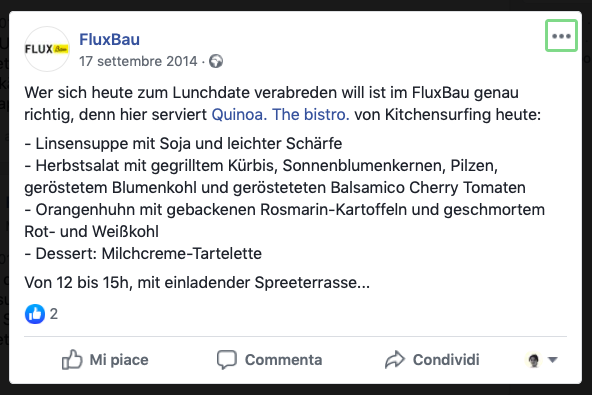 FLUX Bau
FluxBau
17 settembre 2014 ·
Wer sich heute zum Lunchdate verabreden will ist im FluxBau genau
richtig, denn hier serviert Quinoa. The bistro. von Kitchensurfing heute:
- Linsensuppe mit Soja und leichter Schärfe
- Herbstsalat mit gegrilltem Kürbis, Sonnenblumenkernen, Pilzen,
geröstetem Blumenkohl und gerösteteten Balsamico Cherry Tomaten
- Orangenhuhn mit gebackenen Rosmarin-Kartoffeln und geschmortem
Rot- und Weißkohl
- Dessert: Milchcreme-Tartelette
Von 12 bis 15h, mit einladender Spreeterrasse...
2
Mi piace Commenta Condividi